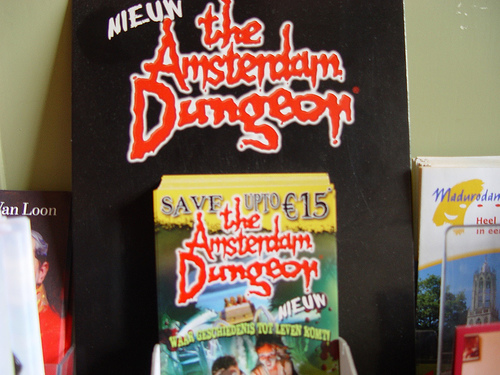 NIEUW
the
Amsterdam
Dungeon
SAVE UPTO €15
the
Amsterdam
Dungeon
NIEUW
WAAR GESCHIEDENIS TOT LEVEN KOMT!
Van Loon
Madurodam
Heel
in ee